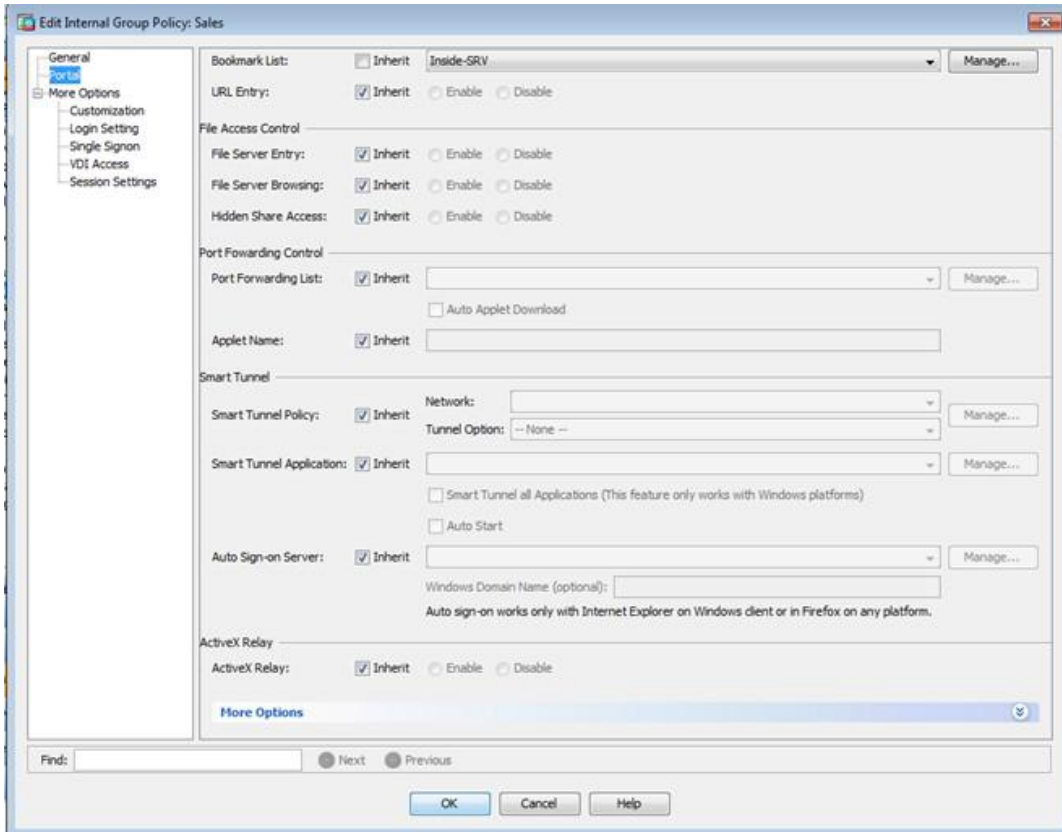 Edit Internal Group Policy: Sales
General
Portal
More Options
Customization
Login Setting
Single Signon
VDI Access
Session Settings
Bookmark List: Inherit Inside-SRV Manage...
URL Entry: Inherit Enable Disable
File Access Control
File Server Entry: Inherit Enable Disable
File Server Browsing: Inherit Enable Disable
Hidden Share Access: Inherit Enable Disable
Port Fowarding Control
Port Forwarding List: Inherit Manage...
Auto Applet Download
Applet Name: Inherit
Smart Tunnel
Smart Tunnel Policy: Inherit Network: Manage...
Tunnel Option: -- None --
Smart Tunnel Application: Inherit Manage...
Smart Tunnel all Applications (This feature only works with Windows platforms)
Auto Start
Auto Sign-on Server: Inherit Manage...
Windows Domain Name (optional):
Auto sign-on works only with Internet Explorer on Windows client or in Firefox on any platform.
ActiveX Relay
ActiveX Relay: Inherit Enable Disable
More Options
Find: Next Previous
OK Cancel Help